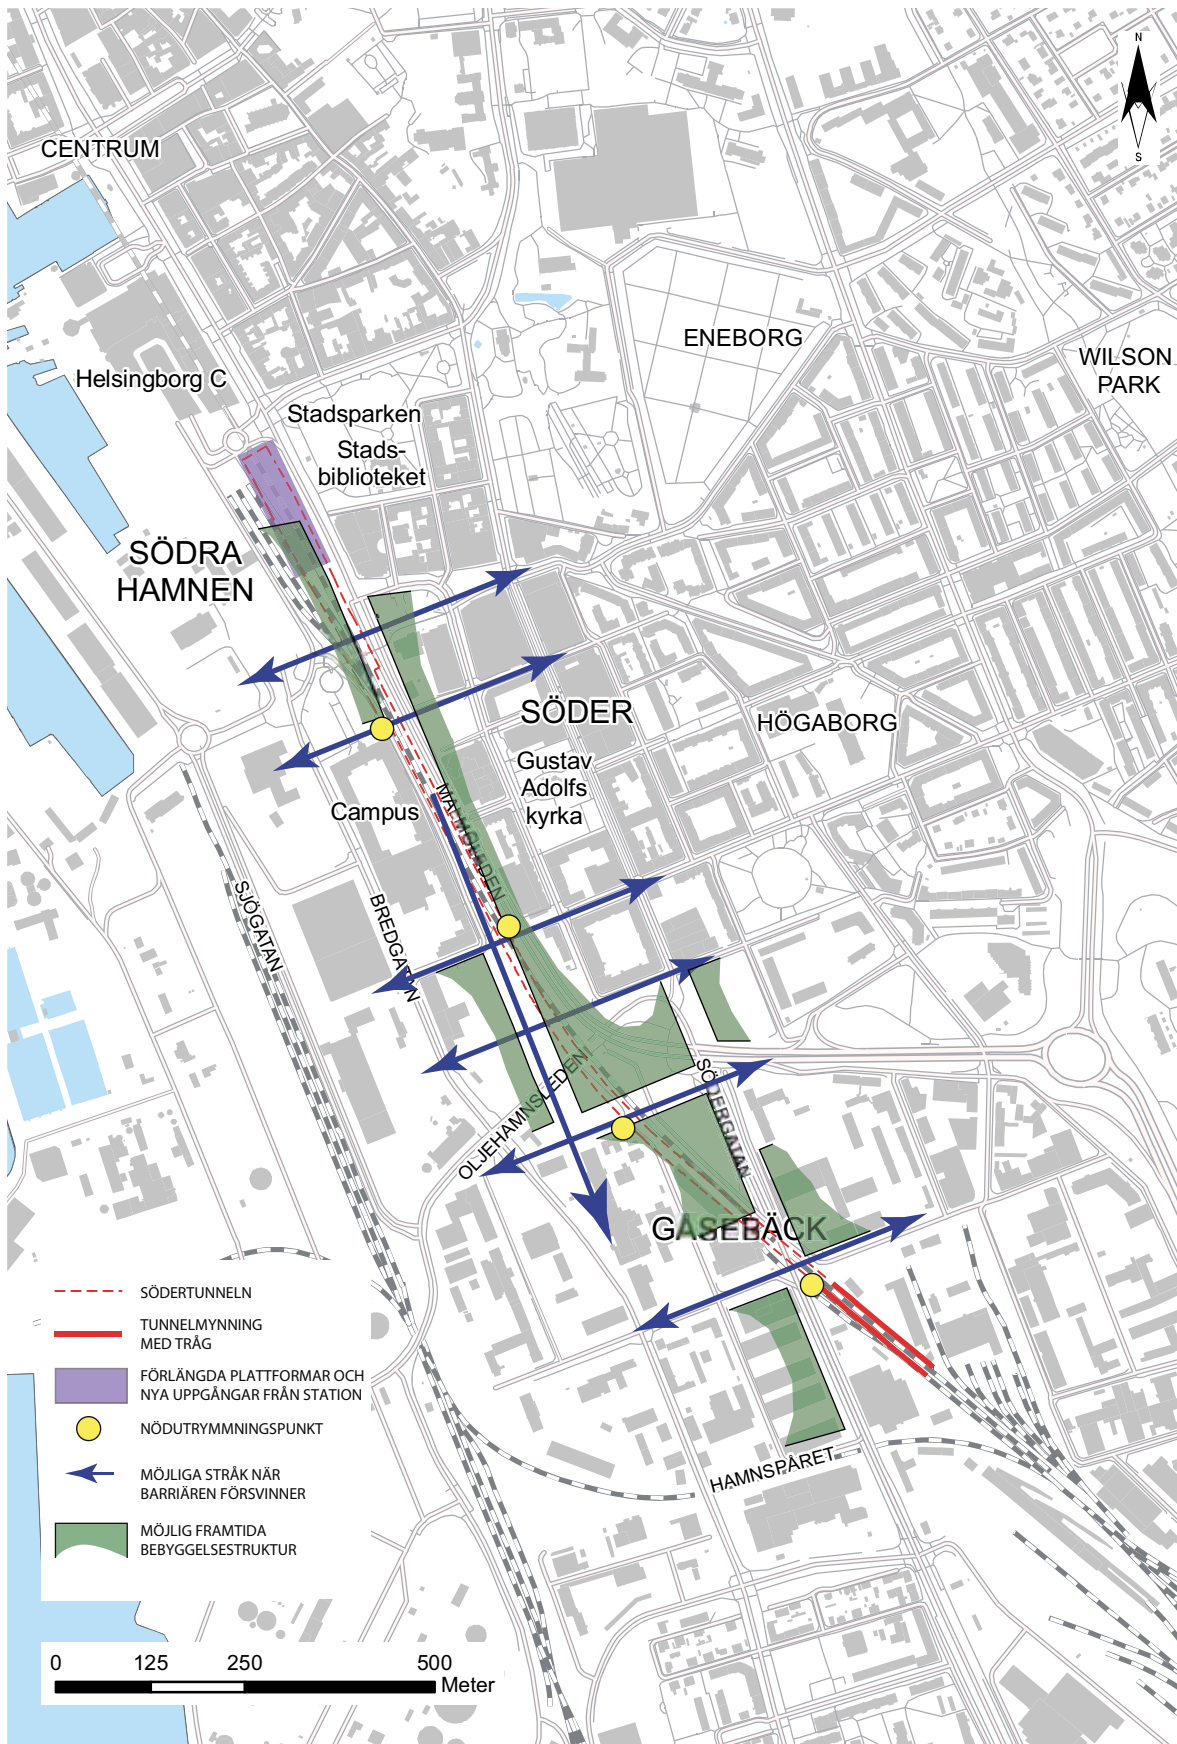 N
S
CENTRUM
ENEBORG
WILSON
PARK
Helsingborg C
Stadsparken
Stads-
biblioteket
SÖDRA
HAMNEN
SÖDER
HÖGABORG
Gustav
Adolfs
kyrka
Campus
MALMÖLEDEN
SJÖGATAN
BREDGATAN
OLJEHAMNSLEDEN
SÖDERGATAN
GÅSEBÄCK
HAMNSPÅRET
SÖDERTUNNELN
TUNNELMYNNING
MED TRÅG
FÖRLÄNGDA PLATTFORMAR OCH
NYA UPPGÅNGAR FRÅN STATION
NÖDUTRYMMNINGSPUNKT
MÖJLIGA STRÅK NÄR
BARRIÄREN FÖRSVINNER
MÖJLIG FRAMTIDA
BEBYGGELSESTRUKTUR
0 125 250 500
Meter